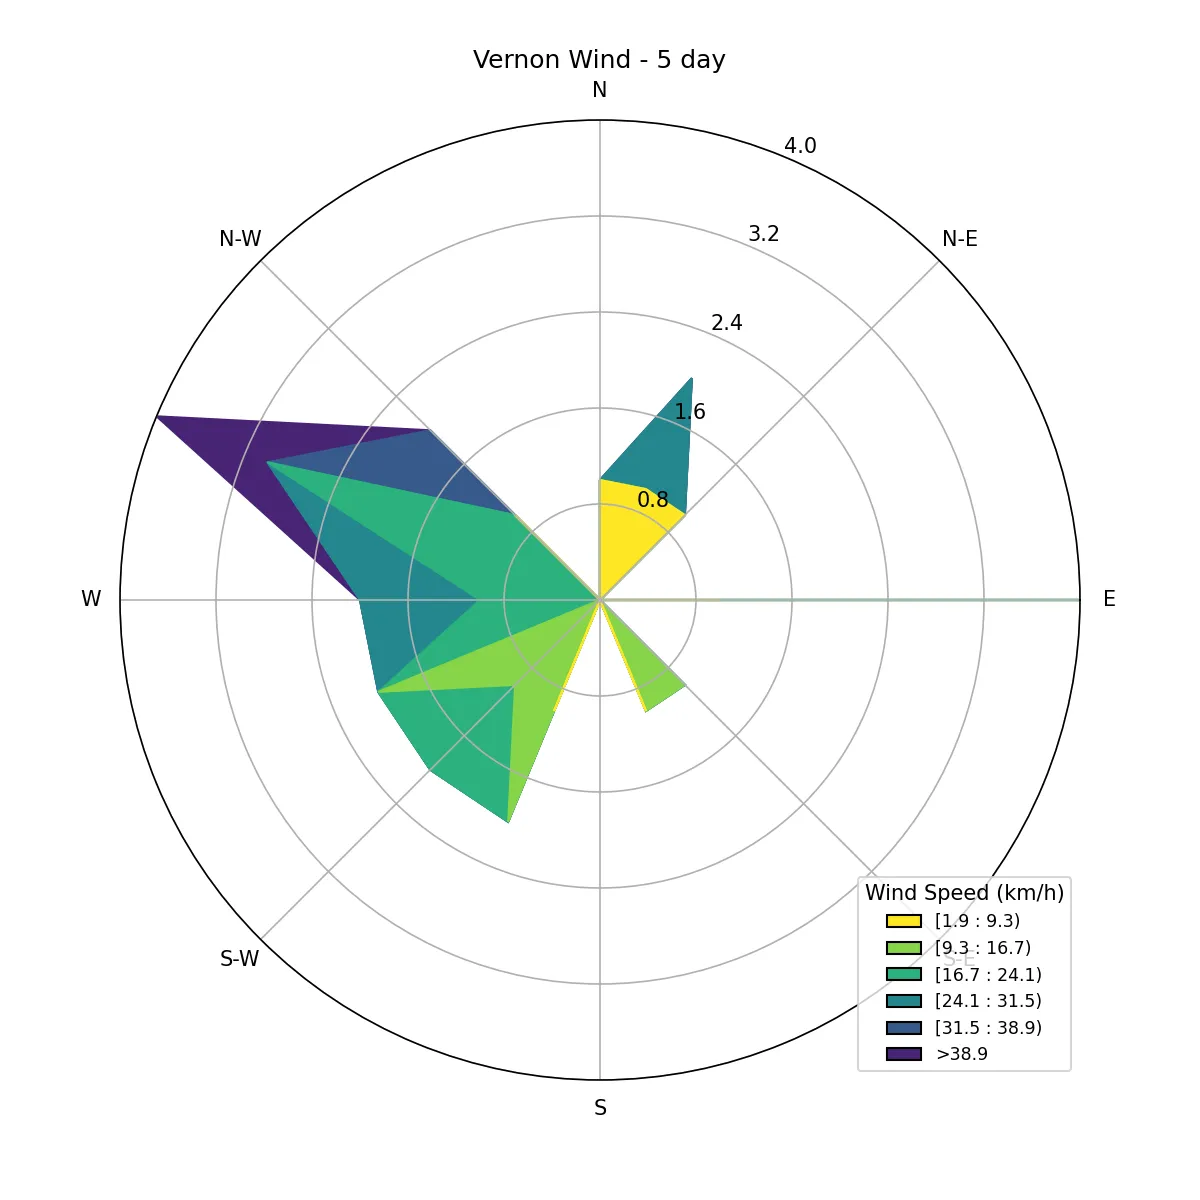 Vernon Wind - 5 day
N
4.0
N-W
3.2
N-E
2.4
1.6
0.8
W
E
S-W
S-E
S
Wind Speed (km/h)
[1.9 : 9.3)
[9.3 : 16.7)
[16.7 : 24.1)
[24.1 : 31.5)
[31.5 : 38.9)
>38.9